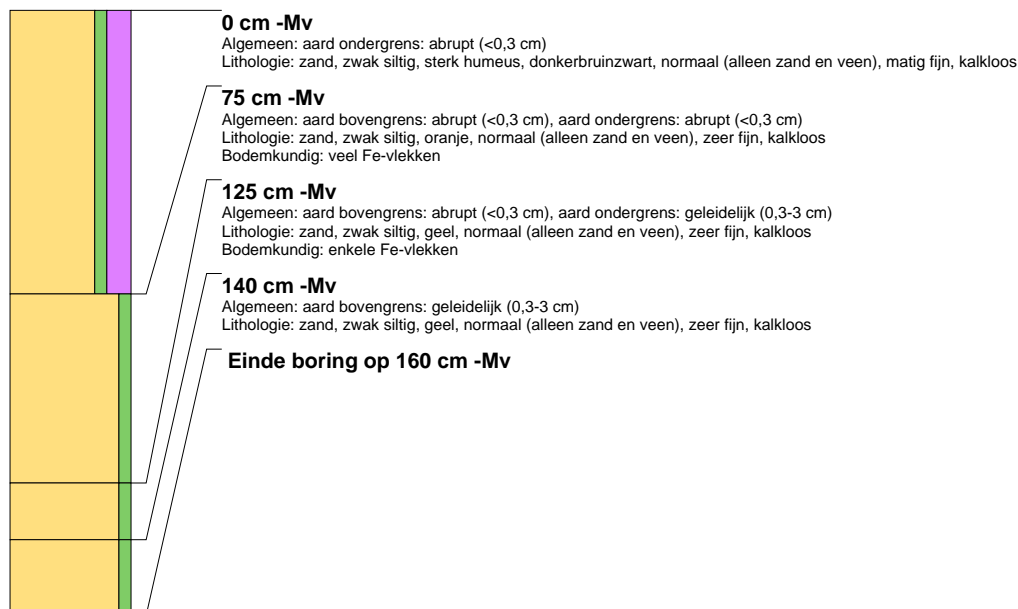 0 cm -Mv
Algemeen: aard ondergrens: abrupt (<0,3 cm)
Lithologie: zand, zwak siltig, sterk humeus, donkerbruinzwart, normaal (alleen zand en veen), matig fijn, kalkloos
75 cm -Mv
Algemeen: aard bovengrens: abrupt (<0,3 cm), aard ondergrens: abrupt (<0,3 cm)
Lithologie: zand, zwak siltig, oranje, normaal (alleen zand en veen), zeer fijn, kalkloos
Bodemkundig: veel Fe-vlekken
125 cm -Mv
Algemeen: aard bovengrens: abrupt (<0,3 cm), aard ondergrens: geleidelijk (0,3-3 cm)
Lithologie: zand, zwak siltig, geel, normaal (alleen zand en veen), zeer fijn, kalkloos
Bodemkundig: enkele Fe-vlekken
140 cm -Mv
Algemeen: aard bovengrens: geleidelijk (0,3-3 cm)
Lithologie: zand, zwak siltig, geel, normaal (alleen zand en veen), zeer fijn, kalkloos
Einde boring op 160 cm -Mv